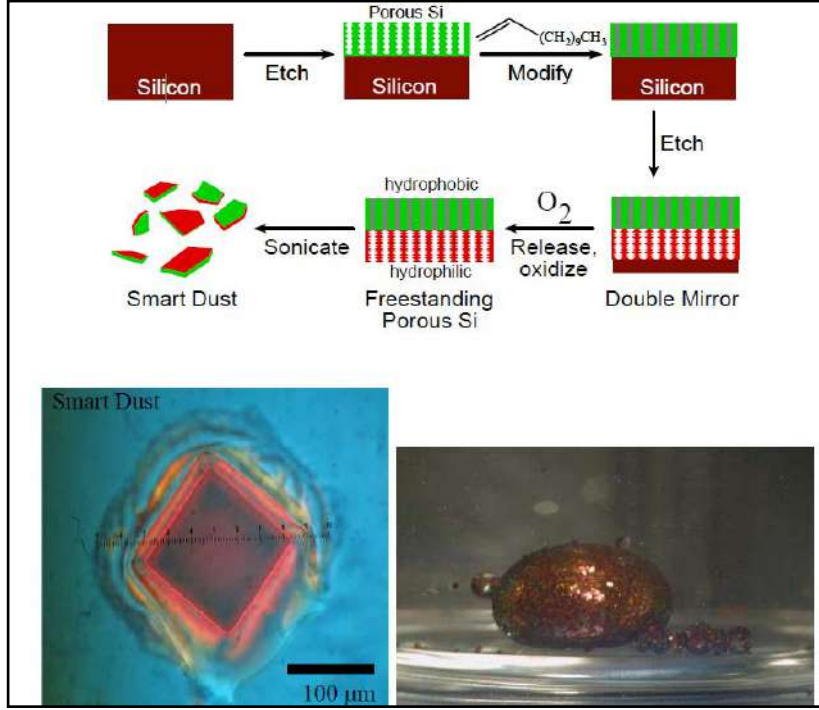 Porous Si
(CH2)9CH3
Silicon
Etch
Silicon
Modify
Silicon
Etch
hydrophobic
O2
Sonicate
Release,
oxidize
hydrophilic
Smart Dust
Freestanding
Porous Si
Double Mirror
Smart Dust
100 µm